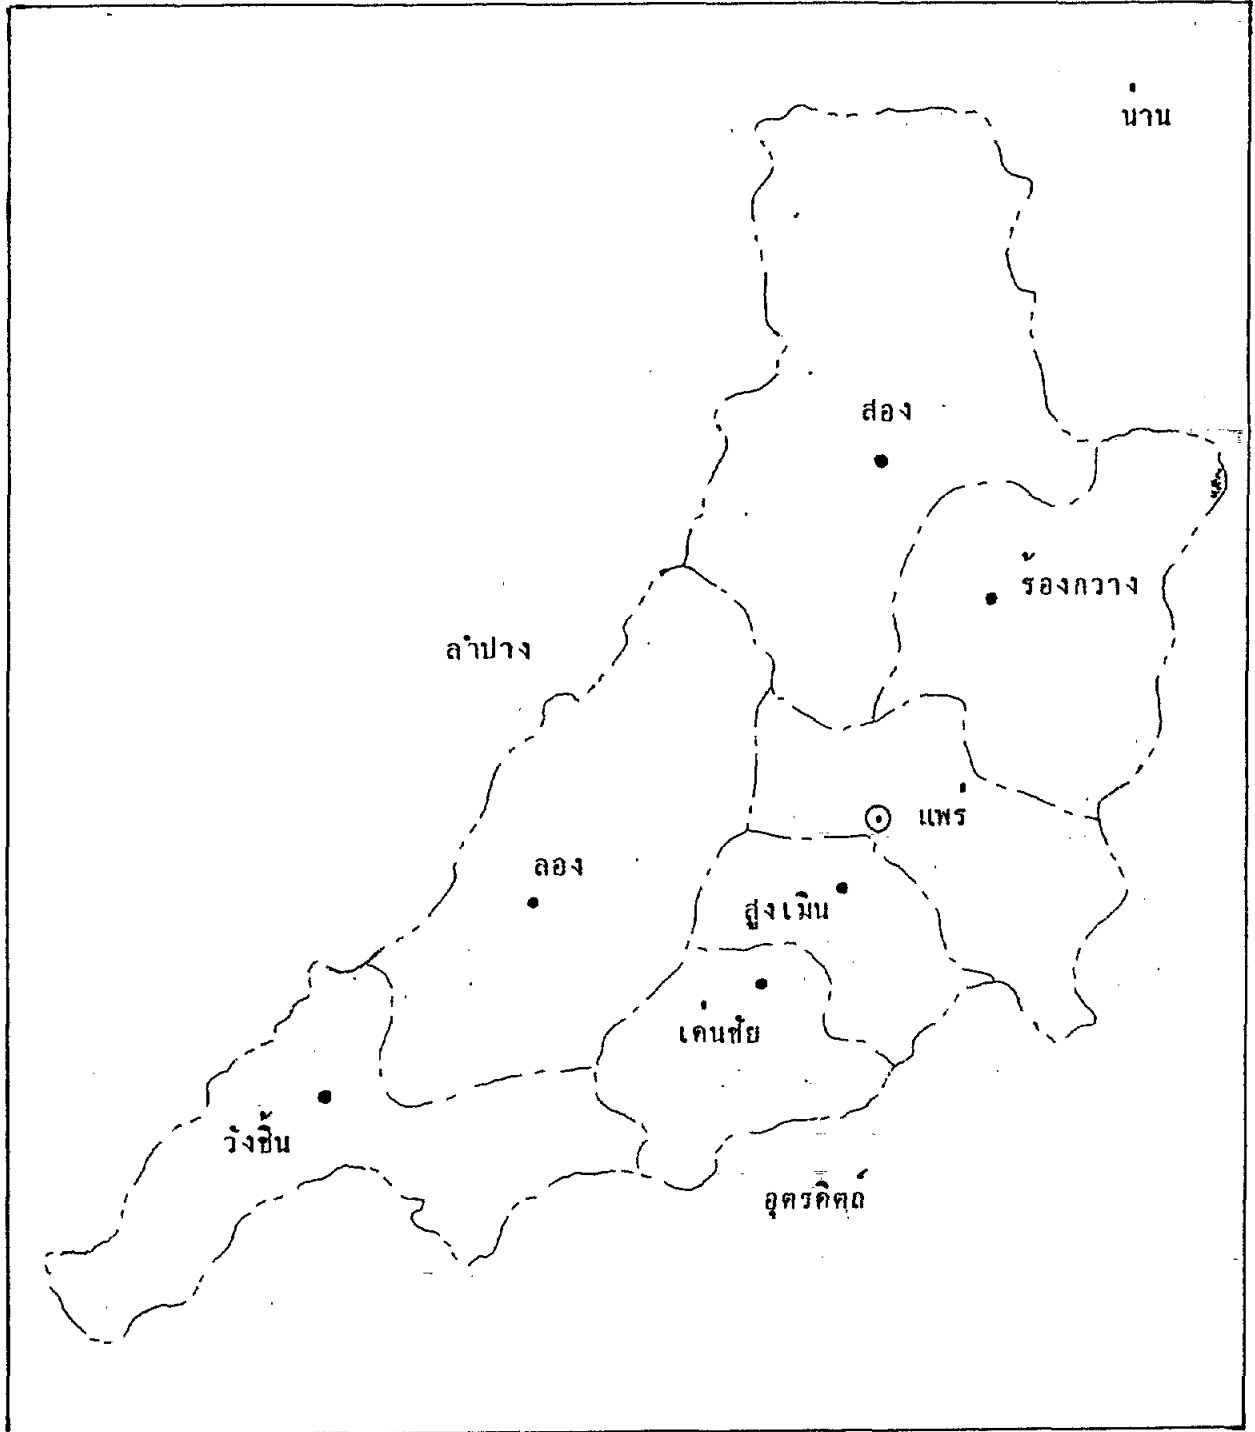 น่าน
สอง
ร้องกวาง
ลำปาง
แพร่
ลอง
สูงเม่น
เด่นชัย
วังชิ้น
อุตรดิตถ์